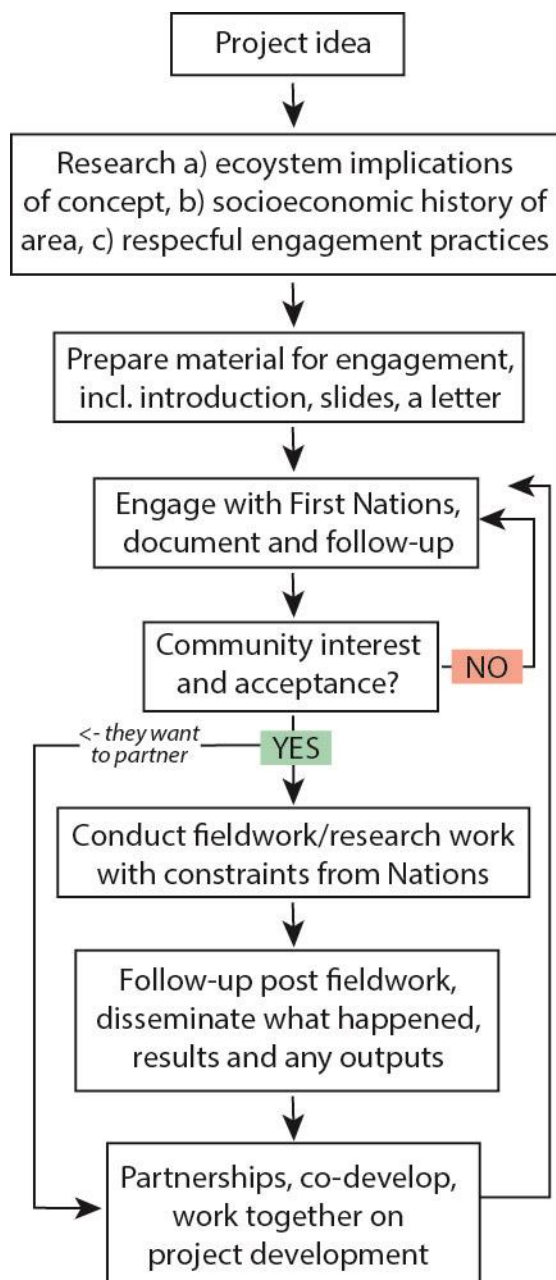 Project idea
Research a) ecoystem implications
of concept, b) socioeconomic history of
area, c) respecful engagement practices
Prepare material for engagement,
incl. introduction, slides, a letter
Engage with First Nations,
document and follow-up
Community interest
and acceptance?
NO
<- they want
to partner
YES
Conduct fieldwork/research work
with constraints from Nations
Follow-up post fieldwork,
disseminate what happened,
results and any outputs
Partnerships, co-develop,
work together on
project development